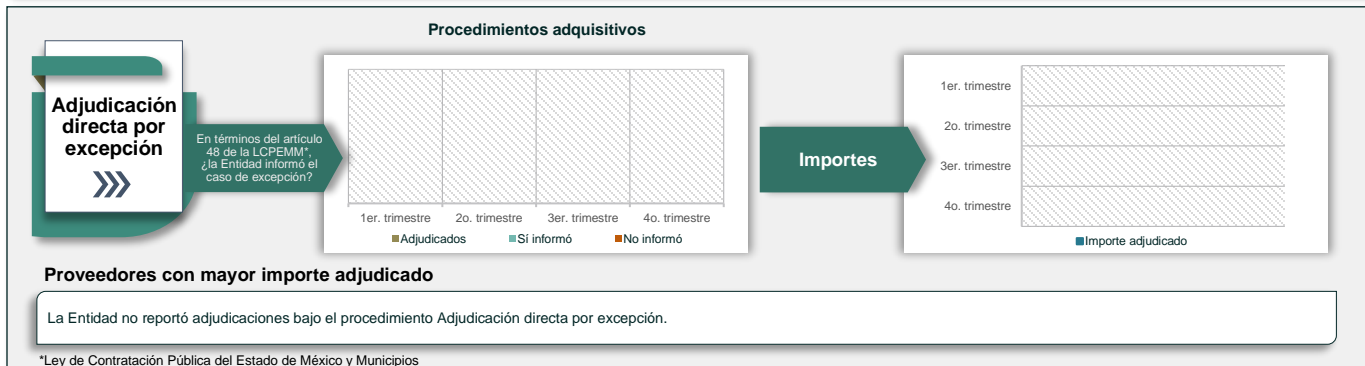 Procedimientos adquisitivos
Adjudicación
directa por
excepción
En términos del artículo
48 de la LCPEMM*,
¿la Entidad informó el
caso de excepción?
1er. trimestre 2o. trimestre 3er. trimestre 4o. trimestre
Adjudicados Sí informó No informó
Importes
1er. trimestre
2o. trimestre
3er. trimestre
4o. trimestre
Importe adjudicado
Proveedores con mayor importe adjudicado
La Entidad no reportó adjudicaciones bajo el procedimiento Adjudicación directa por excepción.
*Ley de Contratación Pública del Estado de México y Municipios